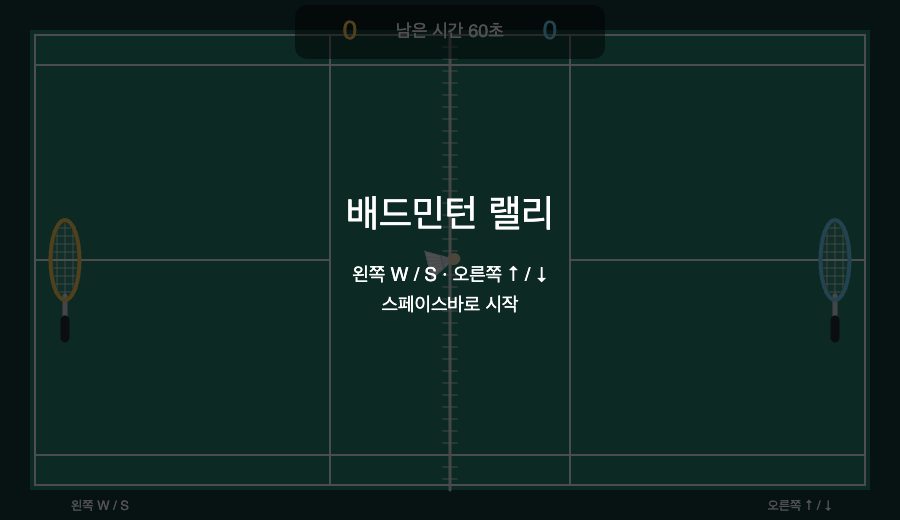 0 남은 시간 60초 0
배드민턴 랠리
왼쪽 W / S · 오른쪽 ↑ / ↓
스페이스바로 시작
왼쪽 W / S 오른쪽 ↑ / ↓